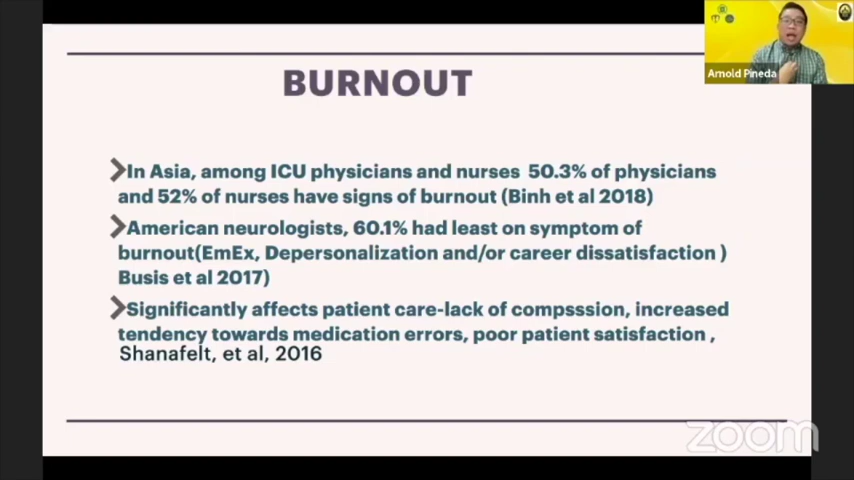 BURNOUT
In Asia, among ICU physicians and nurses 50.3% of physicians
and 52% of nurses have signs of burnout (Binh et al 2018)
American neurologists, 60.1% had least on symptom of
burnout(EmEx, Depersonalization and/or career dissatisfaction )
Busis et al 2017)
Significantly affects patient care-lack of compsssion, increased
tendency towards medication errors, poor patient satisfaction ,
Shanafelt, et al, 2016
Arnold Pineda
zoom